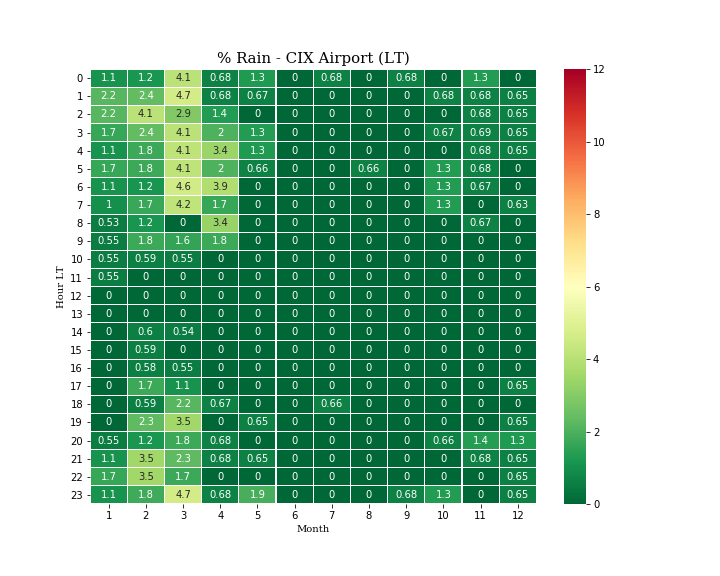 % Rain - CIX Airport (LT)
0 1.1 1.2 4.1 0.68 1.3 0 0.68 0 0.68 0 1.3 0
1 2.2 2.4 4.7 0.68 0.67 0 0 0 0 0.68 0.68 0.65
2 2.2 4.1 2.9 1.4 0 0 0 0 0 0 0.68 0.65
3 1.7 2.4 4.1 2 1.3 0 0 0 0 0.67 0.69 0.65
4 1.1 1.8 4.1 3.4 1.3 0 0 0 0 0 0.68 0.65
5 1.7 1.8 4.1 2 0.66 0 0 0.66 0 1.3 0.68 0
6 1.1 1.2 4.6 3.9 0 0 0 0 0 1.3 0.67 0
7 1 1.7 4.2 1.7 0 0 0 0 0 1.3 0 0.63
8 0.53 1.2 0 3.4 0 0 0 0 0 0 0.67 0
9 0.55 1.8 1.6 1.8 0 0 0 0 0 0 0 0
10 0.55 0.59 0.55 0 0 0 0 0 0 0 0 0
11 0.55 0 0 0 0 0 0 0 0 0 0 0
12 0 0 0 0 0 0 0 0 0 0 0 0
13 0 0 0 0 0 0 0 0 0 0 0 0
14 0 0.6 0.54 0 0 0 0 0 0 0 0 0
15 0 0.59 0 0 0 0 0 0 0 0 0 0
16 0 0.58 0.55 0 0 0 0 0 0 0 0 0
17 0 1.7 1.1 0 0 0 0 0 0 0 0 0.65
18 0 0.59 2.2 0.67 0 0 0.66 0 0 0 0 0
19 0 2.3 3.5 0 0.65 0 0 0 0 0 0 0.65
20 0.55 1.2 1.8 0.68 0 0 0 0 0 0.66 1.4 1.3
21 1.1 3.5 2.3 0.68 0.65 0 0 0 0 0 0.68 0.65
22 1.7 3.5 1.7 0 0 0 0 0 0 0 0 0.65
23 1.1 1.8 4.7 0.68 1.9 0 0 0 0.68 1.3 0 0.65
1 2 3 4 5 6 7 8 9 10 11 12
Month
Hour LT
12
10
8
6
4
2
0